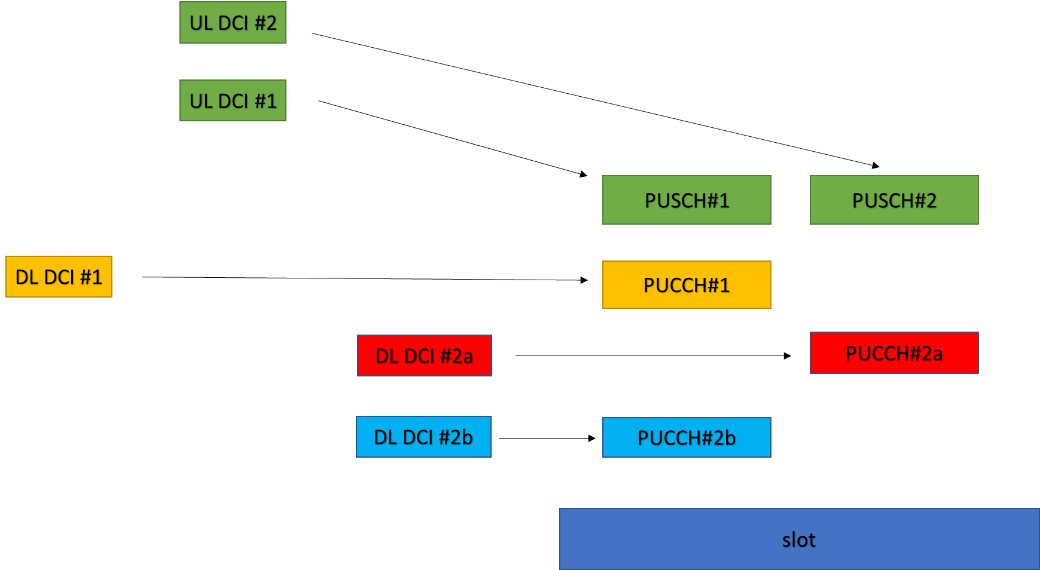 UL DCI #2
UL DCI #1
PUSCH#1
PUSCH#2
DL DCI #1
PUCCH#1
DL DCI #2a
PUCCH#2a
DL DCI #2b
PUCCH#2b
slot